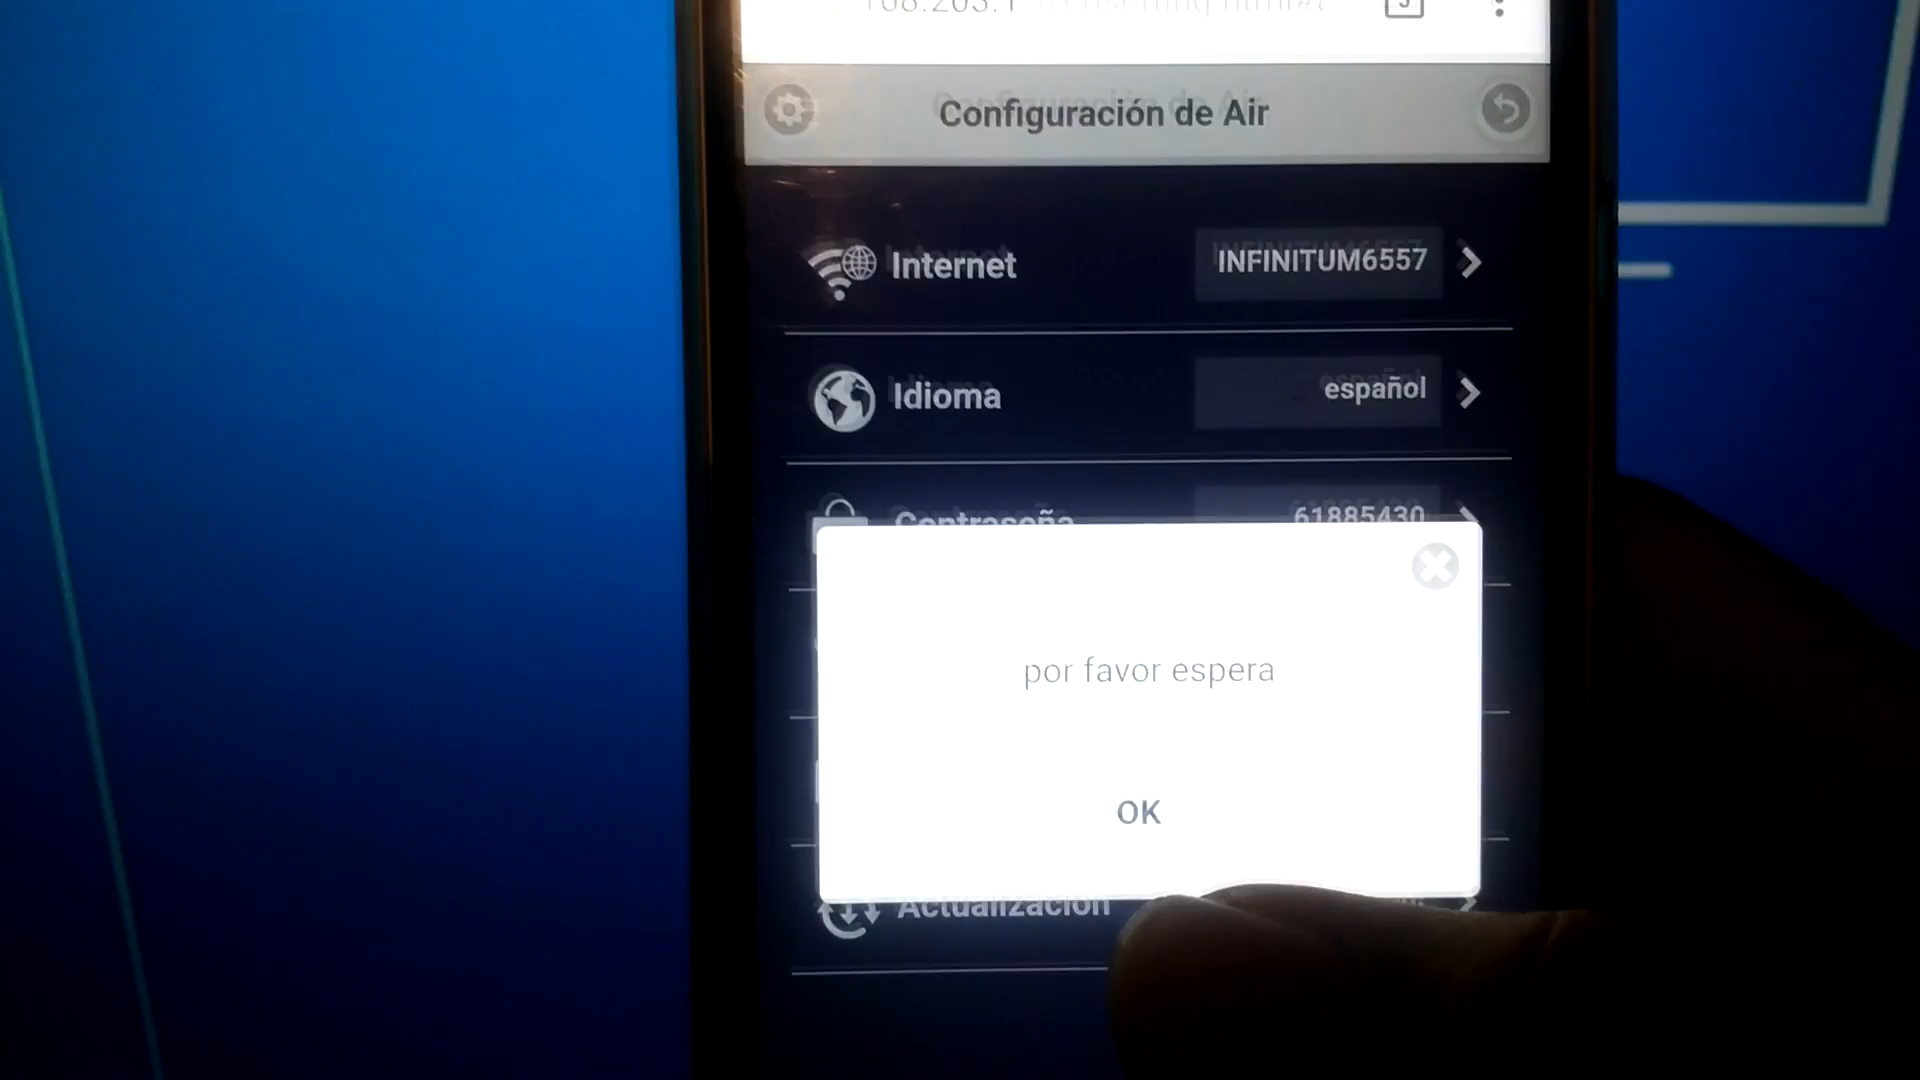 Configuración de Air
Internet INFINITUM6557
Idioma español
Contraseña 61885430
por favor espera
OK
Actualización